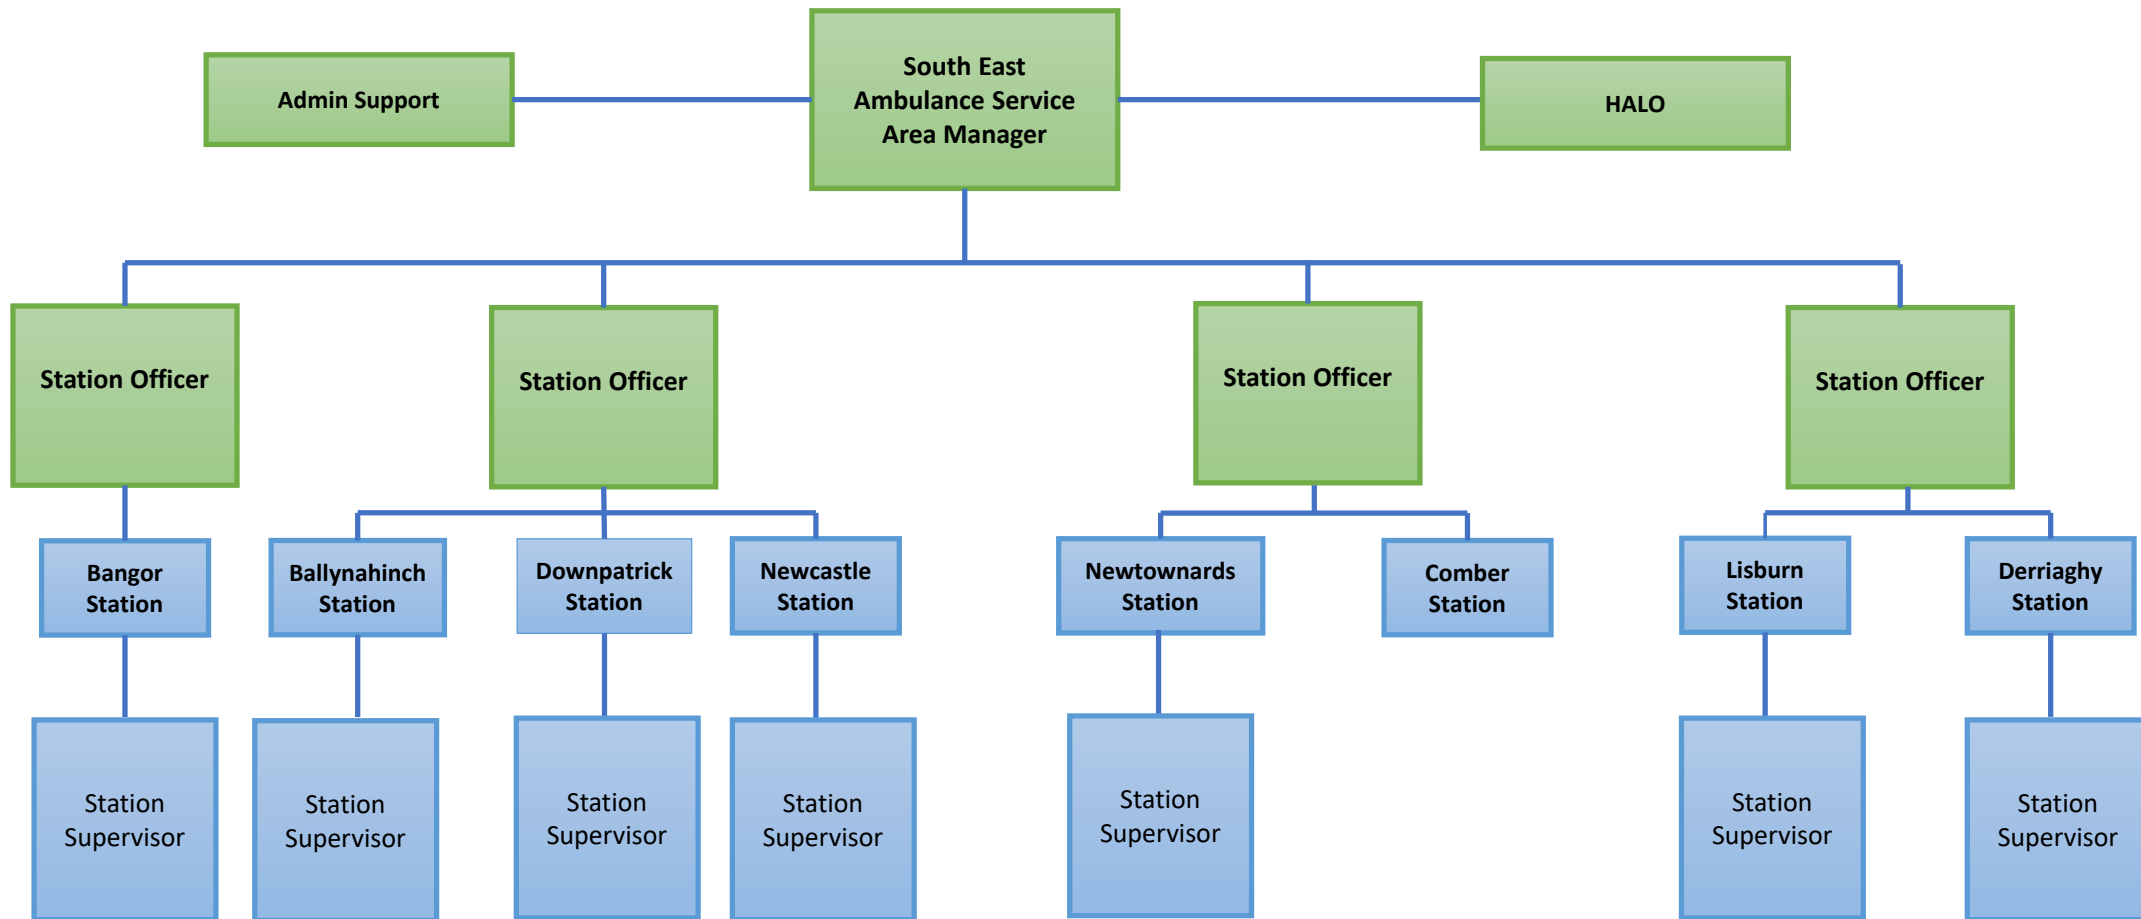 Admin Support
South East
Ambulance Service
Area Manager
HALO
Station Officer
Station Officer
Station Officer
Station Officer
Bangor
Station
Ballynahinch
Station
Downpatrick
Station
Newcastle
Station
Newtownards
Station
Comber
Station
Lisburn
Station
Derriaghy
Station
Station
Supervisor
Station
Supervisor
Station
Supervisor
Station
Supervisor
Station
Supervisor
Station
Supervisor
Station
Supervisor